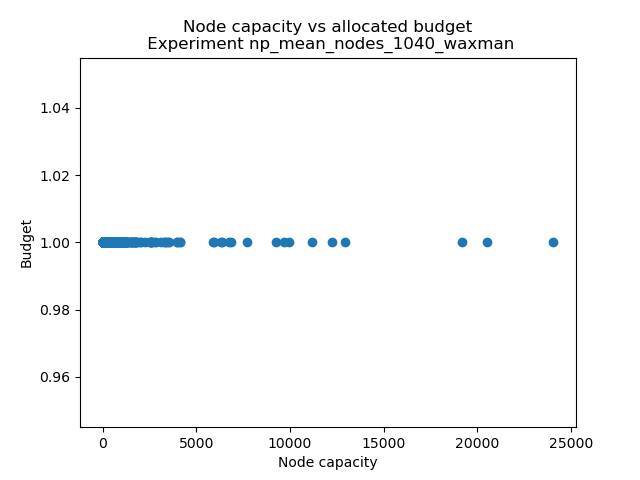 Node capacity vs allocated budget
Experiment np_mean_nodes_1040_waxman
1.04
1.02
1.00
0.98
0.96
Budget
0 5000 10000 15000 20000 25000
Node capacity